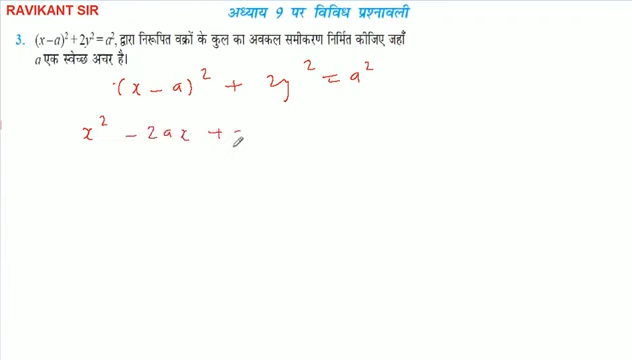 RAVIKANT SIR
अध्याय 9 पर विविध प्रश्नावली
3. (x–a)² + 2y² = a², द्वारा निरूपित वक्रों के कुल का अवकल समीकरण निर्मित कीजिए जहाँ
a एक स्वेच्छ अचर है।
(x – a)² + 2y² = a²
x² – 2ax +